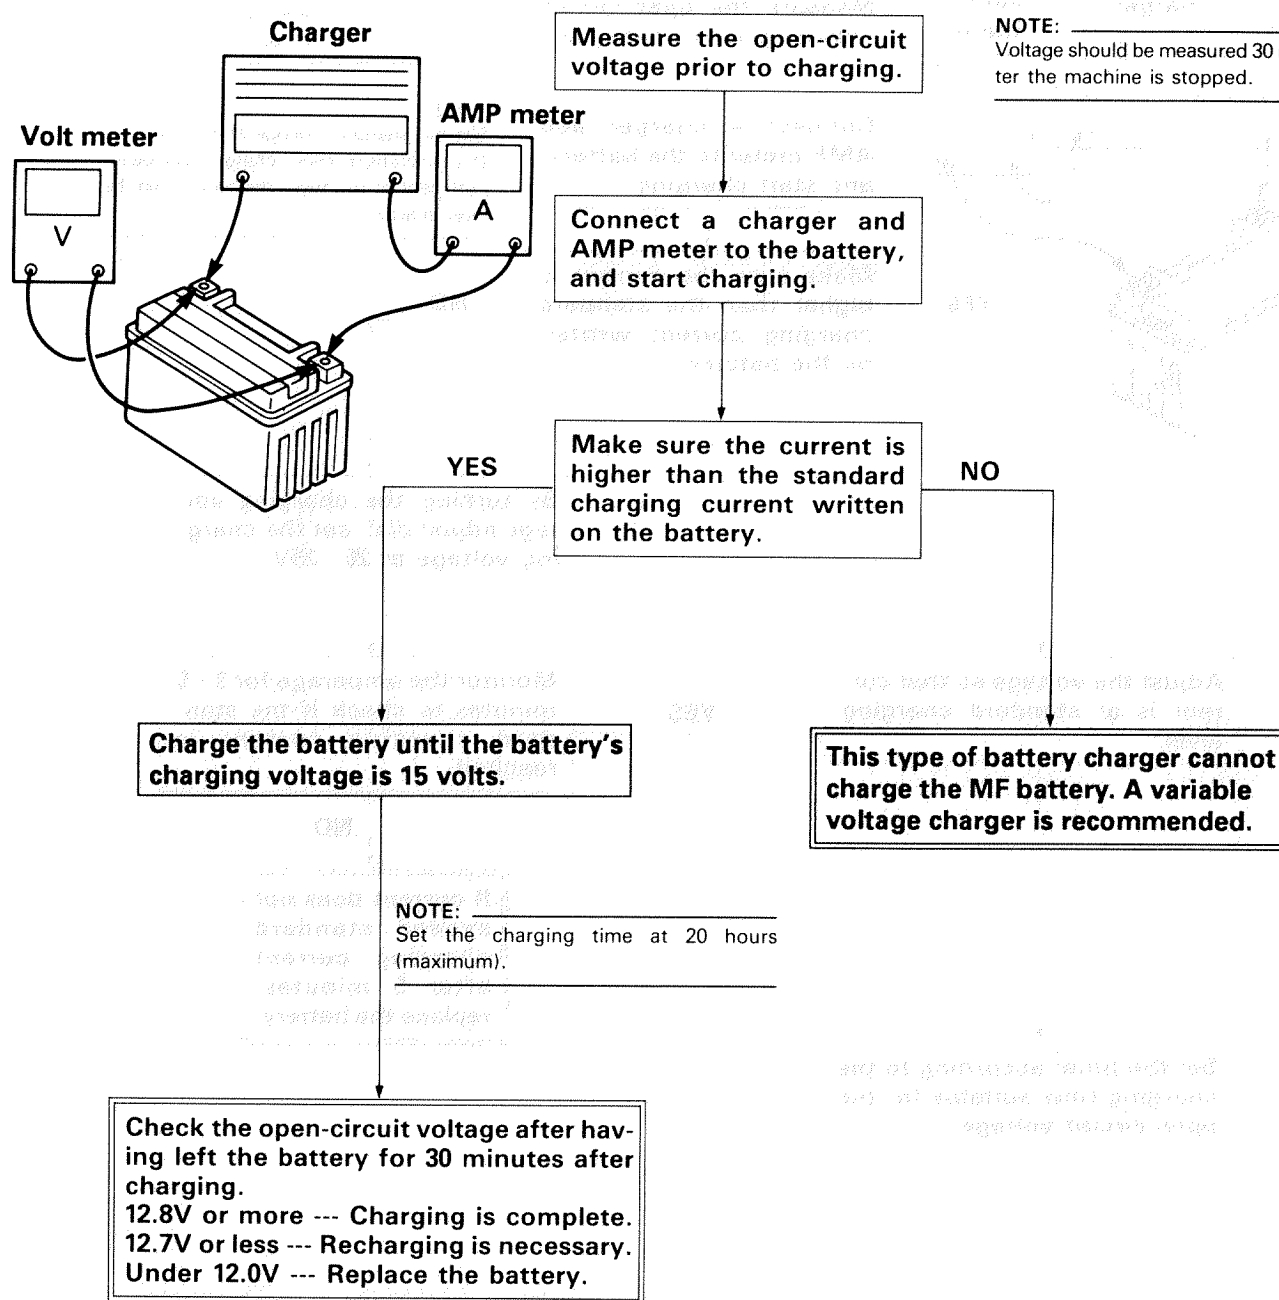 Charger
AMP meter
Volt meter
A
V
Measure the open-circuit
voltage prior to charging.
NOTE:
Voltage should be measured 30
ter the machine is stopped.
Connect a charger and
AMP meter to the battery,
and start charging.
Make sure the current is
higher than the standard
charging current written
on the battery.
YES
NO
Charge the battery until the battery's
charging voltage is 15 volts.
This type of battery charger cannot
charge the MF battery. A variable
voltage charger is recommended.
NOTE:
Set the charging time at 20 hours
(maximum).
Check the open-circuit voltage after hav-
ing left the battery for 30 minutes after
charging.
12.8V or more --- Charging is complete.
12.7V or less --- Recharging is necessary.
Under 12.0V --- Replace the battery.